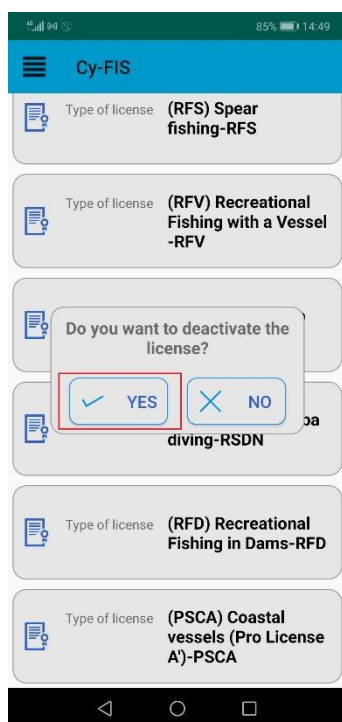 85% 14:49
Cy-FIS
Type of license (RFS) Spear
fishing-RFS
Type of license (RFV) Recreational
Fishing with a Vessel
-RFV
Do you want to deactivate the
license?
YES NO
diving-RSDN
Type of license (RFD) Recreational
Fishing in Dams-RFD
Type of license (PSCA) Coastal
vessels (Pro License
A')-PSCA